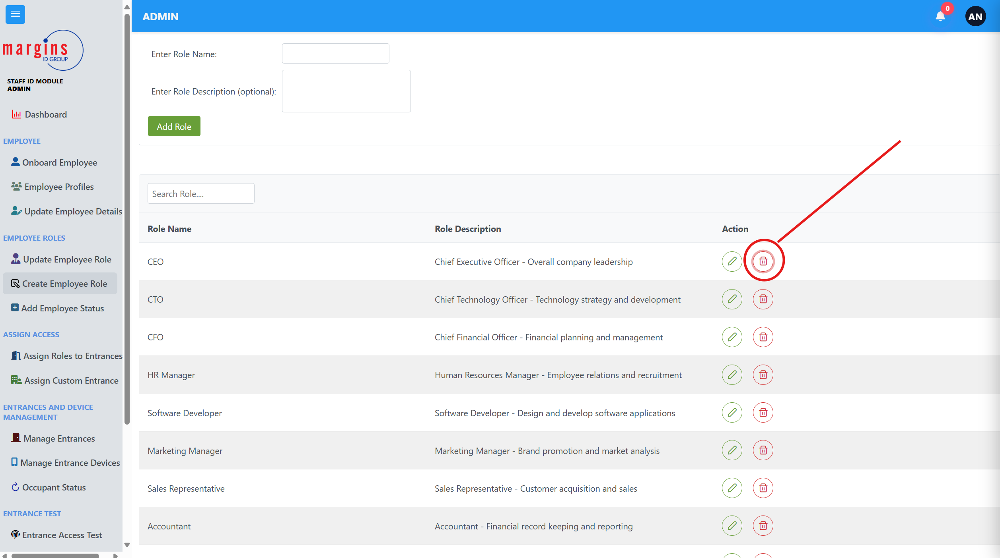 margins
ID GROUP
STAFF ID MODULE
ADMIN
Dashboard
EMPLOYEE
Onboard Employee
Employee Profiles
Update Employee Details
EMPLOYEE ROLES
Update Employee Role
Create Employee Role
Add Employee Status
ASSIGN ACCESS
Assign Roles to Entrances
Assign Custom Entrance
ENTRANCES AND DEVICE
MANAGEMENT
Manage Entrances
Manage Entrance Devices
Occupant Status
ENTRANCE TEST
Entrance Access Test
ADMIN
0
AN
Enter Role Name:
Enter Role Description (optional):
Add Role
Search Role....
Role Name Role Description Action
CEO Chief Executive Officer - Overall company leadership
CTO Chief Technology Officer - Technology strategy and development
CFO Chief Financial Officer - Financial planning and management
HR Manager Human Resources Manager - Employee relations and recruitment
Software Developer Software Developer - Design and develop software applications
Marketing Manager Marketing Manager - Brand promotion and market analysis
Sales Representative Sales Representative - Customer acquisition and sales
Accountant Accountant - Financial record keeping and reporting